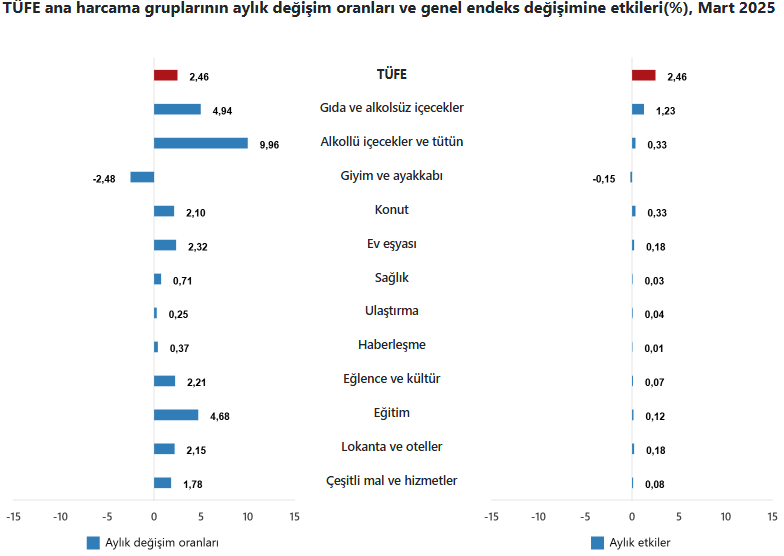 TÜFE ana harcama gruplarının aylık değişim oranları ve genel endeks değişimine etkileri(%), Mart 2025
2,46 TÜFE 2,46
4,94 Gıda ve alkolsüz içecekler 1,23
9,96 Alkollü içecekler ve tütün 0,33
-2,48 Giyim ve ayakkabı -0,15
2,10 Konut 0,33
2,32 Ev eşyası 0,18
0,71 Sağlık 0,03
0,25 Ulaştırma 0,04
0,37 Haberleşme 0,01
2,21 Eğlence ve kültür 0,07
4,68 Eğitim 0,12
2,15 Lokanta ve oteller 0,18
1,78 Çeşitli mal ve hizmetler 0,08
-15 -10 -5 0 5 10 15 -15 -10 -5 0 5 10 15
Aylık değişim oranları Aylık etkiler